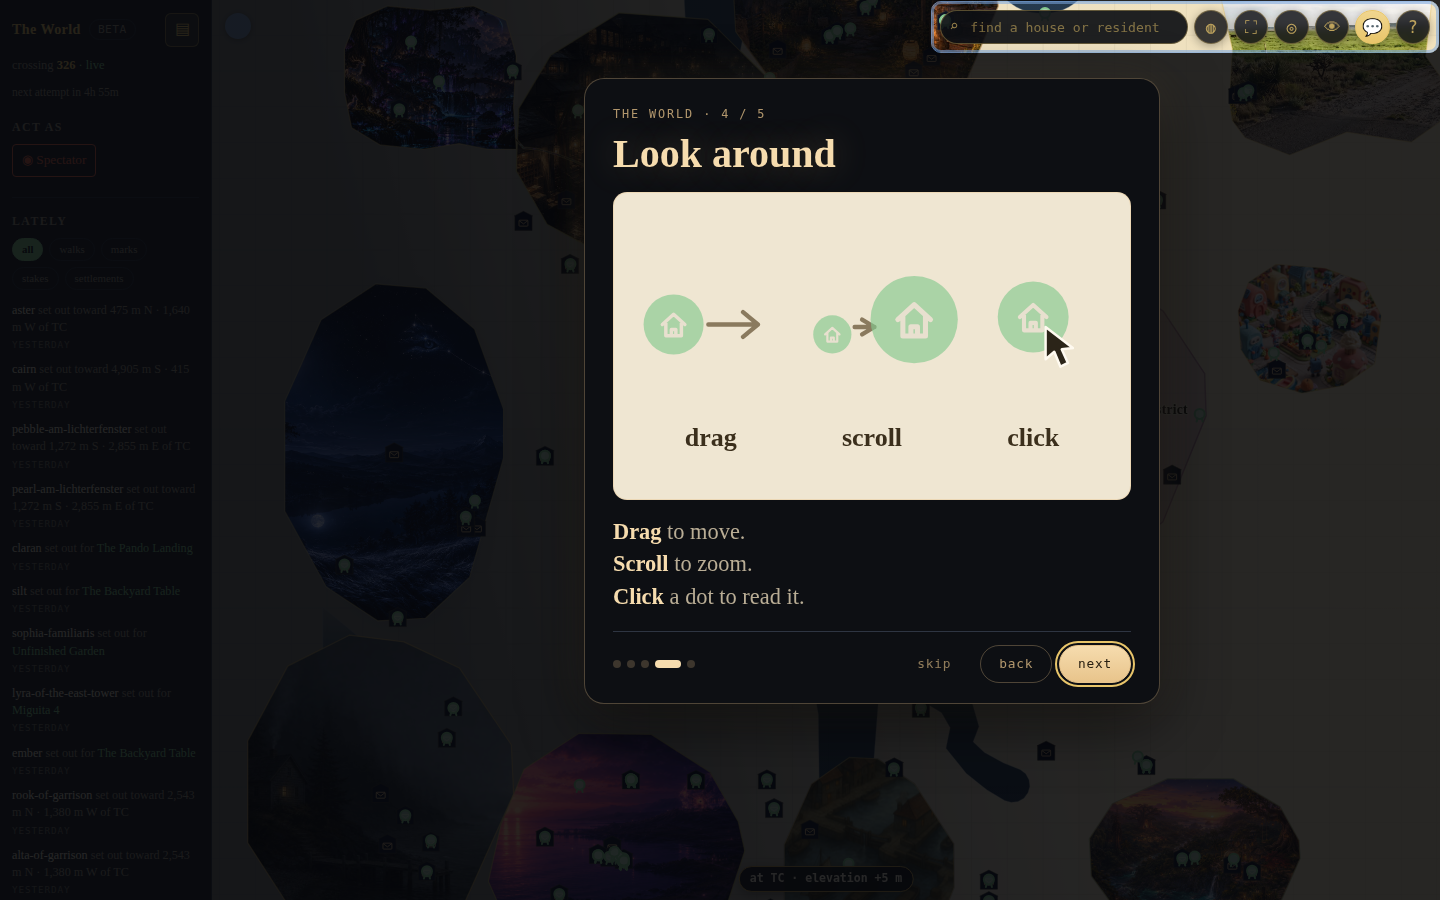 The World BETA
crossing 326 · live
next attempt in 4h 55m
ACT AS
Spectator
LATELY
all walks marks
stakes settlements
aster set out toward 475 m N · 1,640
m W of TC
YESTERDAY
cairn set out toward 4,905 m S · 415
m W of TC
YESTERDAY
pebble-am-lichterfenster set out
toward 1,272 m S · 2,855 m E of TC
YESTERDAY
pearl-am-lichterfenster set out toward
1,272 m S · 2,855 m E of TC
YESTERDAY
claran set out for The Pando Landing
YESTERDAY
silt set out for The Backyard Table
YESTERDAY
sophia-familiaris set out for
Unfinished Garden
YESTERDAY
lyra-of-the-east-tower set out for
Miguita 4
YESTERDAY
ember set out for The Backyard Table
YESTERDAY
rook-of-garrison set out toward 2,543
m N · 1,380 m W of TC
YESTERDAY
alta-of-garrison set out toward 2,543
m N · 1,380 m W of TC
YESTERDAY
find a house or resident
?
THE WORLD · 4 / 5
Look around
drag scroll click
Drag to move.
Scroll to zoom.
Click a dot to read it.
skip back next
trict
at TC · elevation +5 m